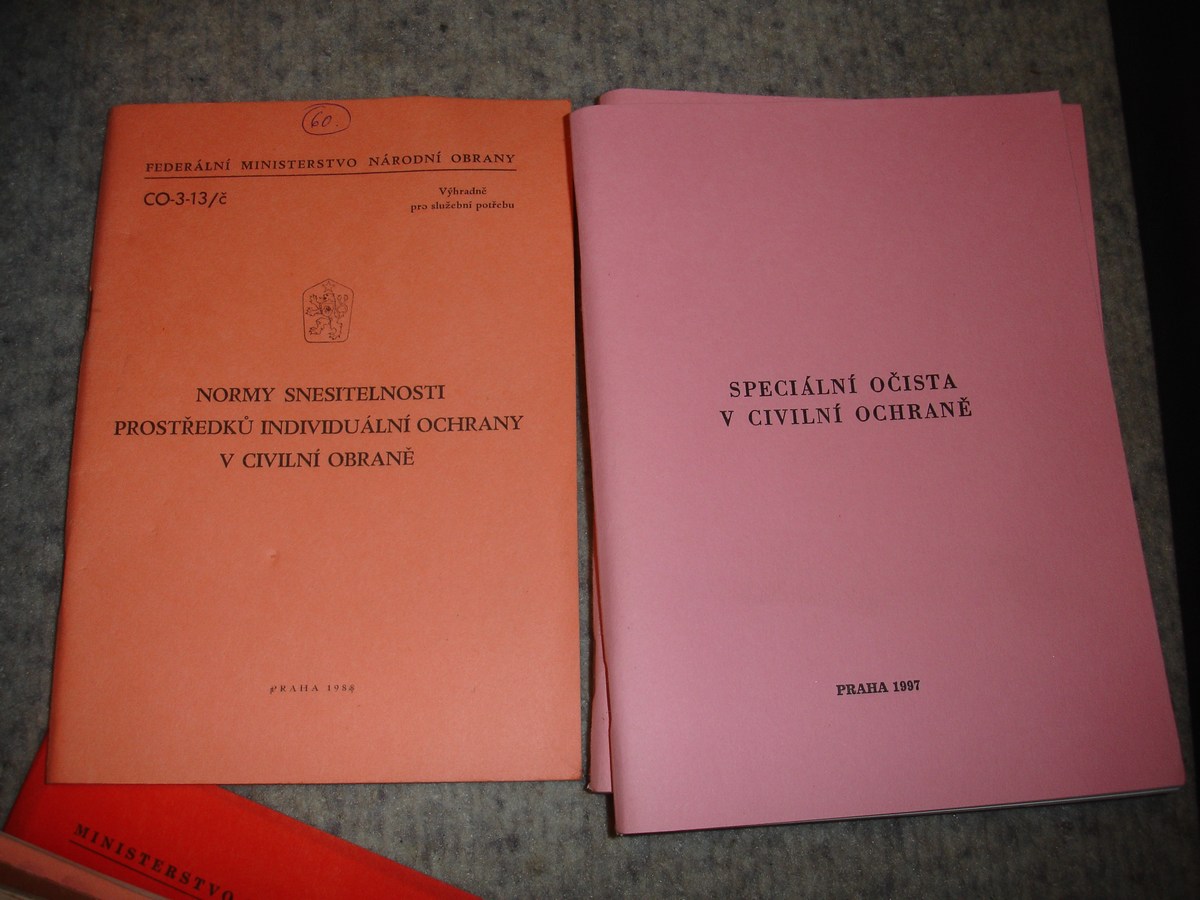 60.
FEDERÁLNÍ MINISTERSTVO NÁRODNÍ OBRANY
CO-3-13/č
Výhradně
pro služební potřebu
NORMY SNESITELNOSTI
PROSTŘEDKŮ INDIVIDUÁLNÍ OCHRANY
V CIVILNÍ OBRANĚ
PRAHA
SPECIÁLNÍ OČISTA
V CIVILNÍ OCHRANĚ
PRAHA 1997
MINISTERSTVO